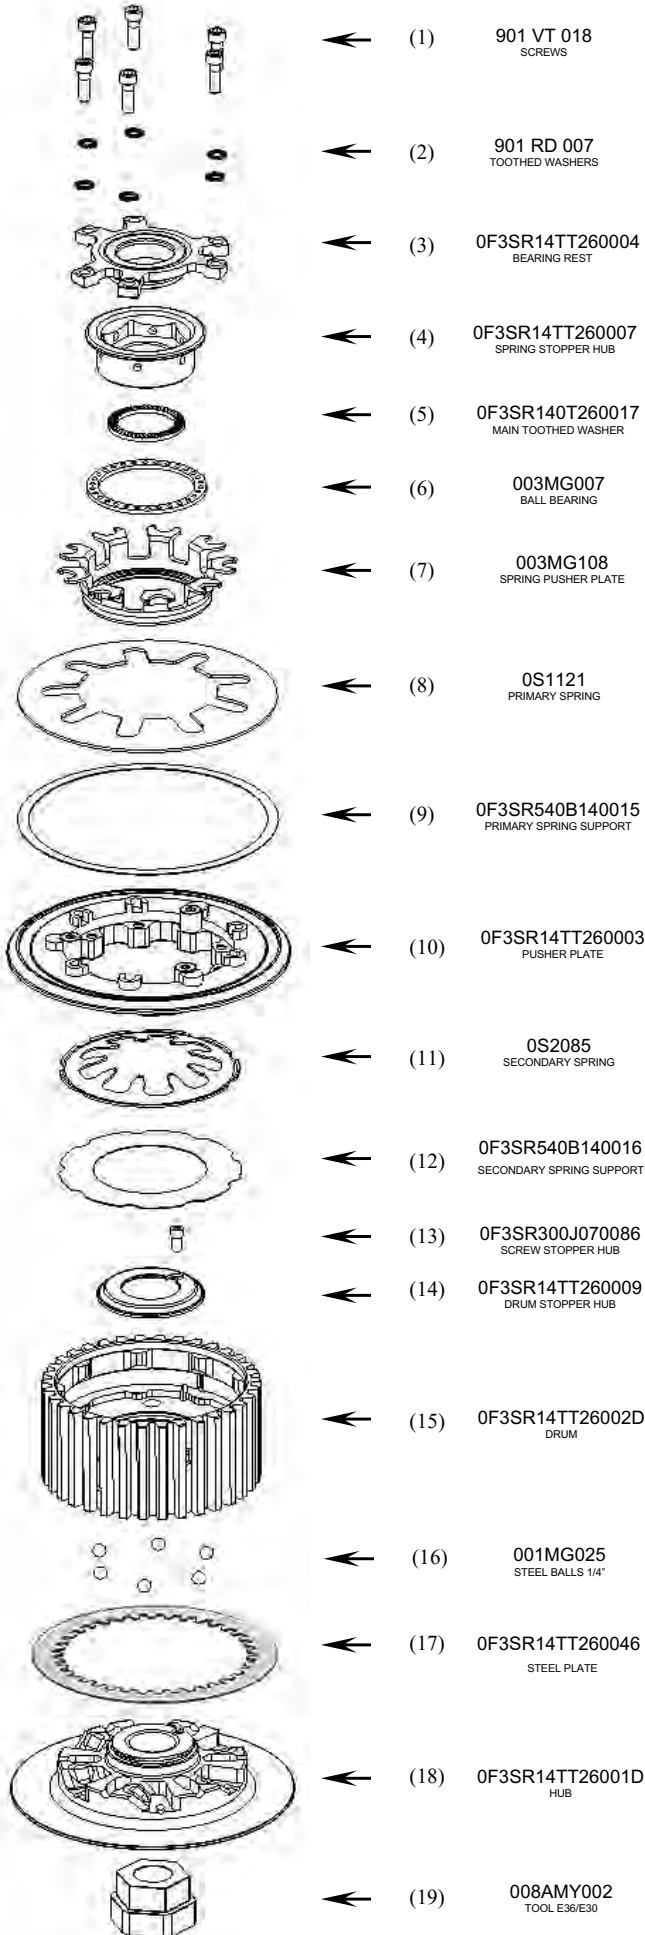 (1) 901 VT 018
SCREWS
(2) 901 RD 007
TOOTHED WASHERS
(3) 0F3SR14TT260004
BEARING REST
(4) 0F3SR14TT260007
SPRING STOPPER HUB
(5) 0F3SR140T260017
MAIN TOOTHED WASHER
(6) 003MG007
BALL BEARING
(7) 003MG108
SPRING PUSHER PLATE
(8) 0S1121
PRIMARY SPRING
(9) 0F3SR540B140015
PRIMARY SPRING SUPPORT
(10) 0F3SR14TT260003
PUSHER PLATE
(11) 0S2085
SECONDARY SPRING
(12) 0F3SR540B140016
SECONDARY SPRING SUPPORT
(13) 0F3SR300J070086
SCREW STOPPER HUB
(14) 0F3SR14TT260009
DRUM STOPPER HUB
(15) 0F3SR14TT26002D
DRUM
(16) 001MG025
STEEL BALLS 1/4"
(17) 0F3SR14TT260046
STEEL PLATE
(18) 0F3SR14TT26001D
HUB
(19) 008AMY002
TOOL E36/E30